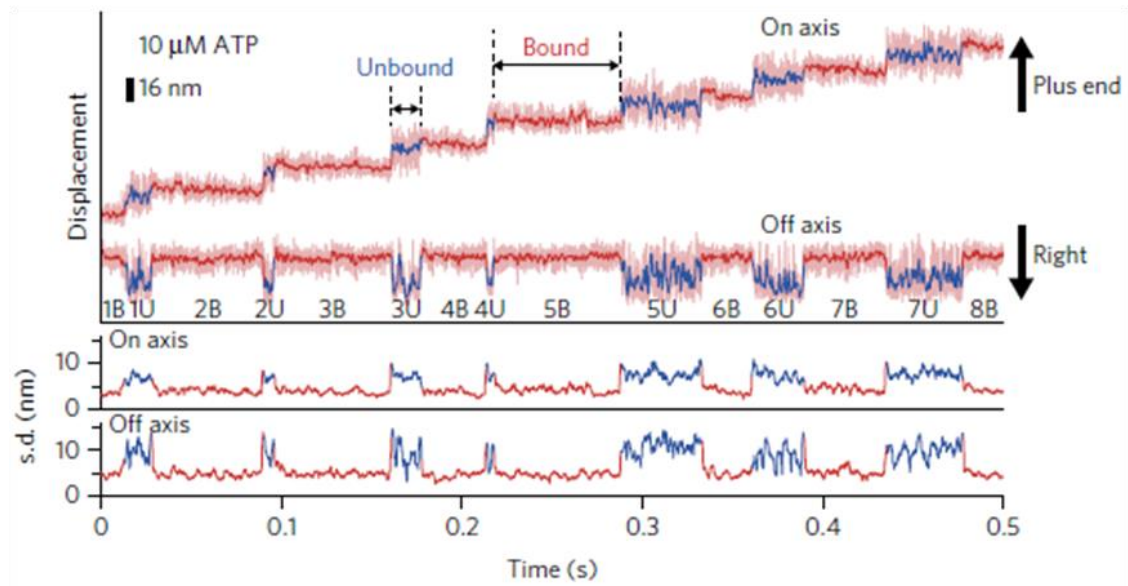 10 μM ATP
16 nm
Unbound
Bound
On axis
Plus end
Displacement
Off axis
Right
1B 1U 2B 2U 3B 3U 4B 4U 5B 5U 6B 6U 7B 7U 8B
On axis
10
0
Off axis
10
0
s.d. (nm)
0 0.1 0.2 0.3 0.4 0.5
Time (s)